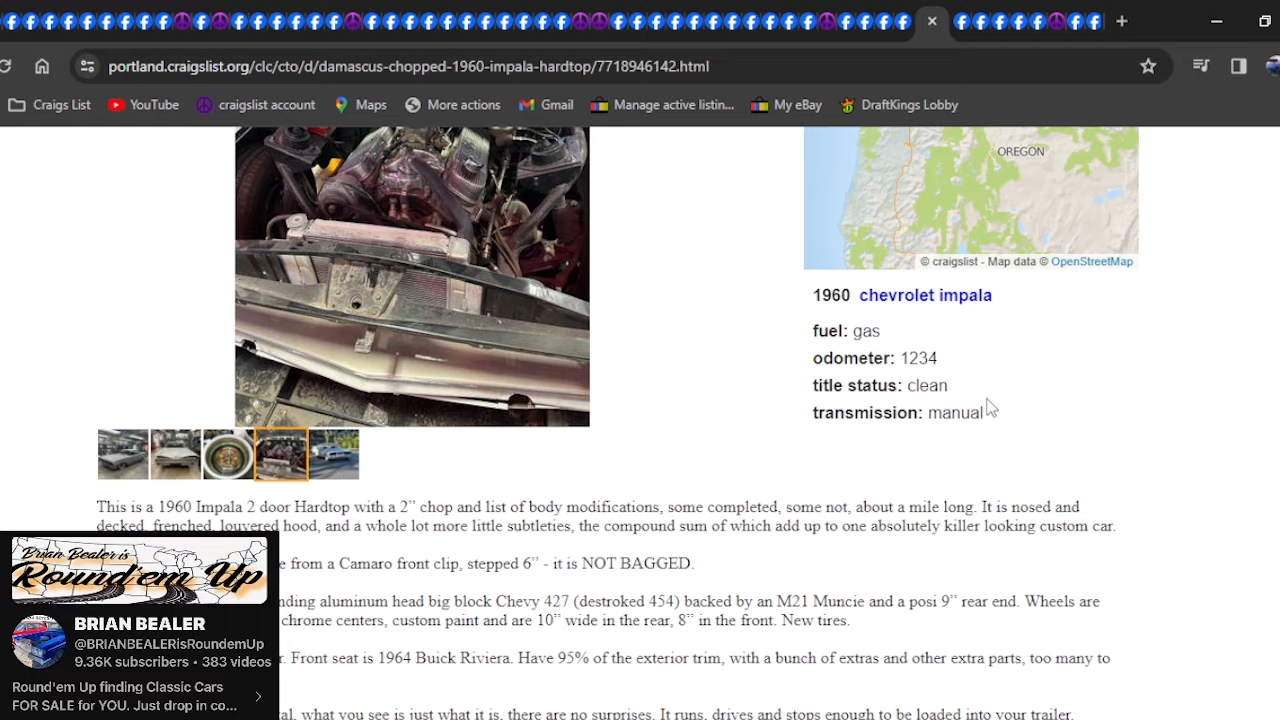 portland.craigslist.org/clc/cto/d/damascus-chopped-1960-impala-hardtop/7718946142.html
Craigs List YouTube craigslist account Maps More actions Gmail Manage active listin... My eBay DraftKings Lobby
OREGON
© craigslist - Map data © OpenStreetMap
1960 chevrolet impala
fuel: gas
odometer: 1234
title status: clean
transmission: manual
This is a 1960 Impala 2 door Hardtop with a 2” chop and list of body modifications, some completed, some not, about a mile long. It is nosed and
decked, frenched, louvered hood, and a whole lot more little subtleties, the compound sum of which add up to one absolutely killer looking custom car.
from a Camaro front clip, stepped 6” - it is NOT BAGGED.
nding aluminum head big block Chevy 427 (destroked 454) backed by an M21 Muncie and a posi 9” rear end. Wheels are
chrome centers, custom paint and are 10” wide in the rear, 8” in the front. New tires.
r. Front seat is 1964 Buick Riviera. Have 95% of the exterior trim, with a bunch of extras and other extra parts, too many to
al, what you see is just what it is, there are no surprises. It runs, drives and stops enough to be loaded into your trailer.
Brian Bealer is
Round'em Up
BRIAN BEALER
@BRIANBEALERisRoundemUp
9.36K subscribers • 383 videos
Round'em Up finding Classic Cars
FOR SALE for YOU. Just drop in co...